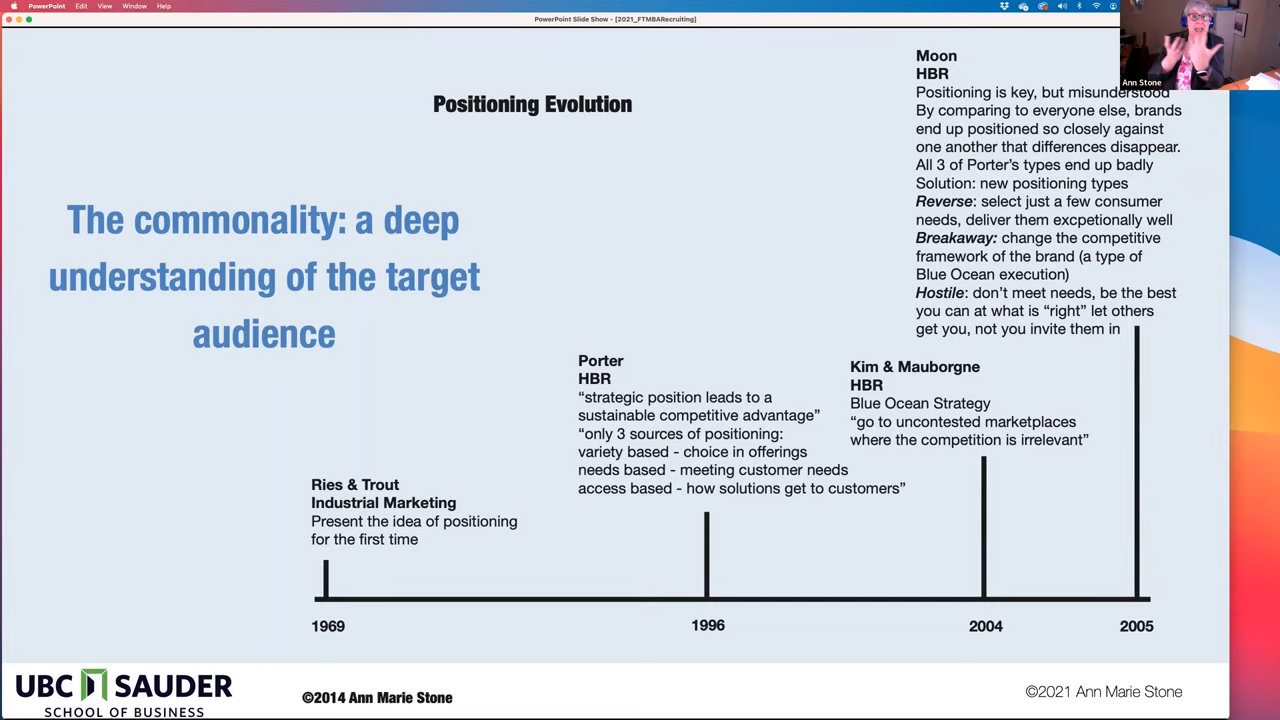 PowerPoint Edit View Window Help
PowerPoint Slide Show - [2021_FTMBARecruiting]
Ann Stone
Positioning Evolution
The commonality: a deep
understanding of the target
audience
Moon
HBR
Positioning is key, but misunderstood
By comparing to everyone else, brands
end up positioned so closely against
one another that differences disappear.
All 3 of Porter's types end up badly
Solution: new positioning types
Reverse: select just a few consumer
needs, deliver them excpetionally well
Breakaway: change the competitive
framework of the brand (a type of
Blue Ocean execution)
Hostile: don't meet needs, be the best
you can at what is “right” let others
get you, not you invite them in
Porter
HBR
“strategic position leads to a
sustainable competitive advantage”
“only 3 sources of positioning:
variety based - choice in offerings
needs based - meeting customer needs
access based - how solutions get to customers”
Kim & Mauborgne
HBR
Blue Ocean Strategy
“go to uncontested marketplaces
where the competition is irrelevant”
Ries & Trout
Industrial Marketing
Present the idea of positioning
for the first time
1969
1996
2004
2005
UBC SAUDER
SCHOOL OF BUSINESS
©2014 Ann Marie Stone
©2021 Ann Marie Stone